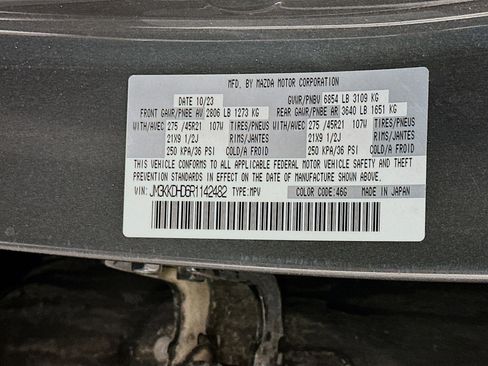 MFD. BY MAZDA MOTOR CORPORATION
DATE 10/23 GVWR/PNBV 6854 LB 3109 KG
FRONT GAWR/PNBE AV 2806 LB 1273 KG REAR GAWR/PNBE AR 3640 LB 1651 KG
WITH/AVEC 275 /45R21 107W TIRES/PNEUS WITH/AVEC 275 /45R21 107W TIRES/PNEUS
21X9 1/2J RIMS/JANTES 21X9 1/2J RIMS/JANTES
250 KPA/36 PSI COLD/A FROID 250 KPA/36 PSI COLD/A FROID
THIS VEHICLE CONFORMS TO ALL APPLICABLE FEDERAL MOTOR VEHICLE SAFETY AND THEFT
PREVENTION STANDARDS IN EFFECT ON THE DATE OF MANUFACTURE SHOWN ABOVE.
VIN: JM3KKDHD6R1142482 TYPE:MPV COLOR CODE:46G MADE IN JAPAN